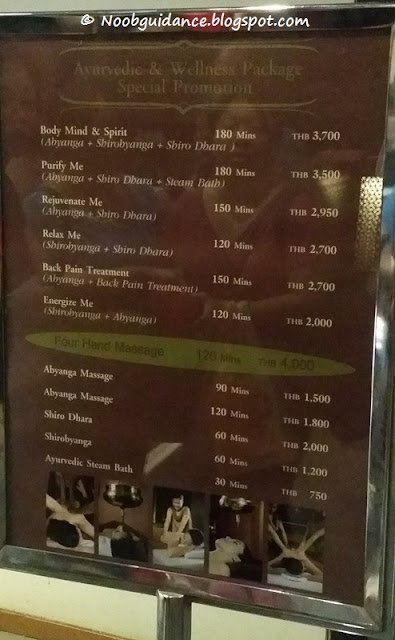 © Noobguidance.blogspot.com
Ayurvedic & Wellness Package
Special Promotion
Body Mind & Spirit 180 Mins THB 3,700
(Abyanga + Shirobyanga + Shiro Dhara )
Purify Me 180 Mins THB 3,500
(Abyanga + Shiro Dhara + Steam Bath)
Rejuvenate Me 150 Mins THB 2,950
(Abyanga + Shiro Dhara)
Relax Me 120 Mins THB 2,700
(Shirobyanga + Shiro Dhara)
Back Pain Treatment 150 Mins THB 2,700
(Abyanga + Back Pain Treatment)
Energize Me 120 Mins THB 2,000
(Shirobyanga + Abyanga)
Four Hand Massage 120 Mins THB 4,000
Abyanga Massage 90 Mins THB 1,500
Abyanga Massage 120 Mins THB 1,800
Shiro Dhara 60 Mins THB 2,000
Shirobyanga 60 Mins THB 1,200
Ayurvedic Steam Bath 30 Mins THB 750